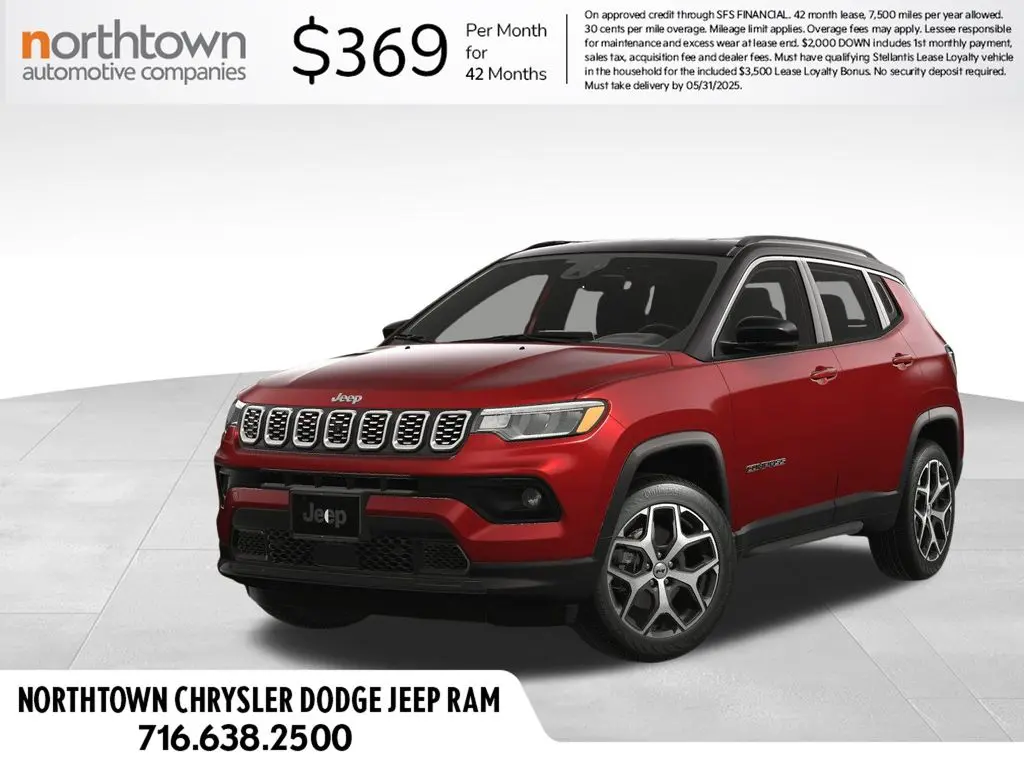 northtown
automotive companies
$369
Per Month
for
42 Months
On approved credit through SFS FINANCIAL. 42 month lease, 7,500 miles per year allowed.
30 cents per mile overage. Mileage limit applies. Overage fees may apply. Lessee responsible
for maintenance and excess wear at lease end. $2,000 DOWN includes 1st monthly payment,
sales tax, acquisition fee and dealer fees. Must have qualifying Stellantis Lease Loyalty vehicle
in the household for the included $3,500 Lease Loyalty Bonus. No security deposit required.
Must take delivery by 05/31/2025.
Jeep
Jeep
COMPASS
NORTHTOWN CHRYSLER DODGE JEEP RAM
716.638.2500